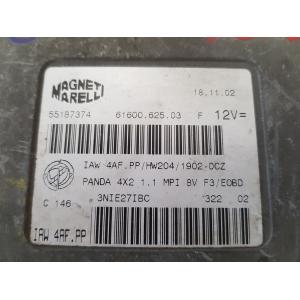 MAGNETI
MARELLI
18.11.02
55187374 61600.625.03 F 12V=
IAW 4AF.PP/HW204/1902-0CZ
PANDA 4X2 1.1 MPI 8V F3/EOBD
C 146 3NIE27IBC 322 02
IAW 4AF.PP